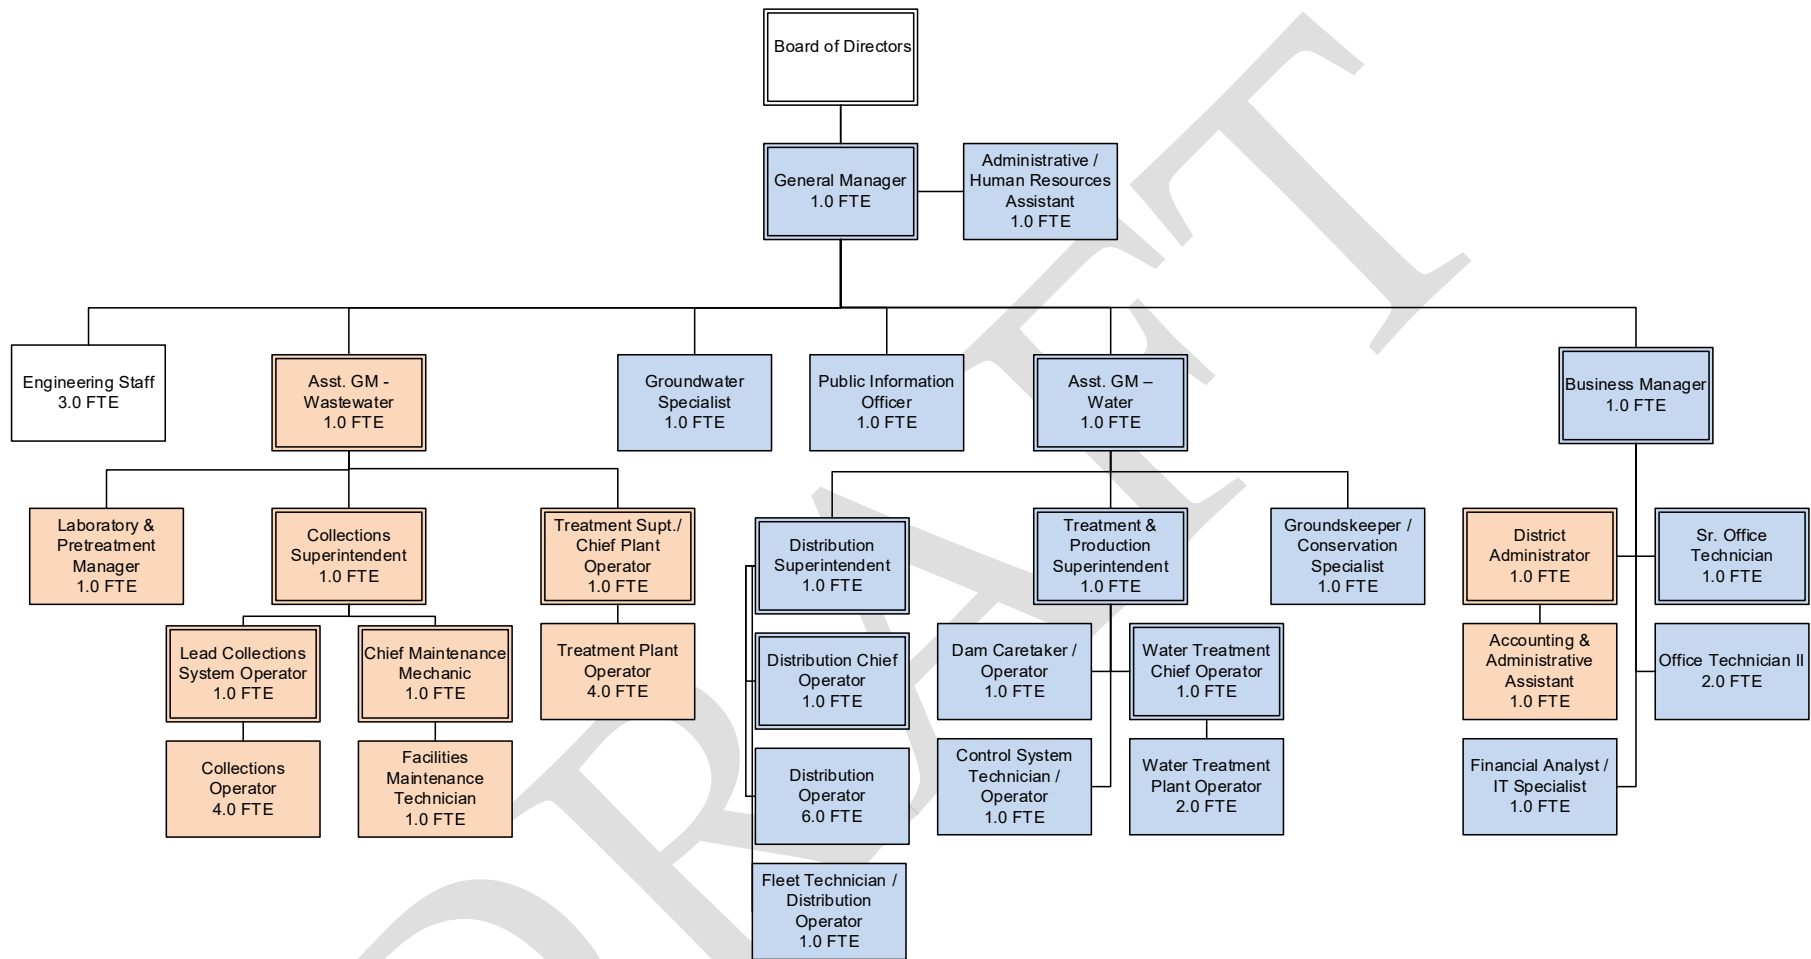 Board of Directors
General Manager
1.0 FTE
Administrative /
Human Resources
Assistant
1.0 FTE
Engineering Staff
3.0 FTE
Asst. GM -
Wastewater
1.0 FTE
Groundwater
Specialist
1.0 FTE
Public Information
Officer
1.0 FTE
Asst. GM –
Water
1.0 FTE
Business Manager
1.0 FTE
Laboratory &
Pretreatment
Manager
1.0 FTE
Collections
Superintendent
1.0 FTE
Treatment Supt./
Chief Plant
Operator
1.0 FTE
Distribution
Superintendent
1.0 FTE
Treatment &
Production
Superintendent
1.0 FTE
Groundskeeper /
Conservation
Specialist
1.0 FTE
District
Administrator
1.0 FTE
Sr. Office
Technician
1.0 FTE
Lead Collections
System Operator
1.0 FTE
Chief Maintenance
Mechanic
1.0 FTE
Treatment Plant
Operator
4.0 FTE
Distribution Chief
Operator
1.0 FTE
Dam Caretaker /
Operator
1.0 FTE
Water Treatment
Chief Operator
1.0 FTE
Accounting &
Administrative
Assistant
1.0 FTE
Office Technician II
2.0 FTE
Collections
Operator
4.0 FTE
Facilities
Maintenance
Technician
1.0 FTE
Distribution
Operator
6.0 FTE
Control System
Technician /
Operator
1.0 FTE
Water Treatment
Plant Operator
2.0 FTE
Financial Analyst /
IT Specialist
1.0 FTE
Fleet Technician /
Distribution
Operator
1.0 FTE
DRAFT